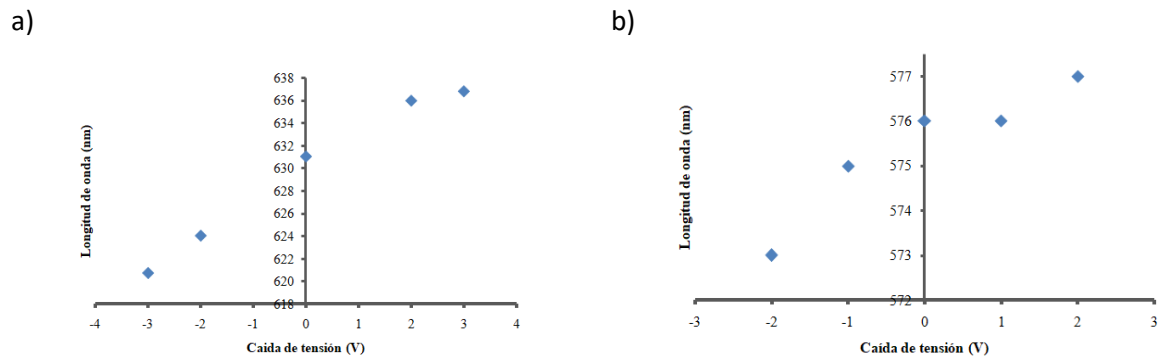 a)
638
636
634
632
630
628
626
624
622
620
618
Longitud de onda (nm)
-4 -3 -2 -1 0 1 2 3 4
Caida de tensión (V)
b)
577
576
575
574
573
572
Longitud de onda (nm)
-3 -2 -1 0 1 2 3
Caida de tensión (V)